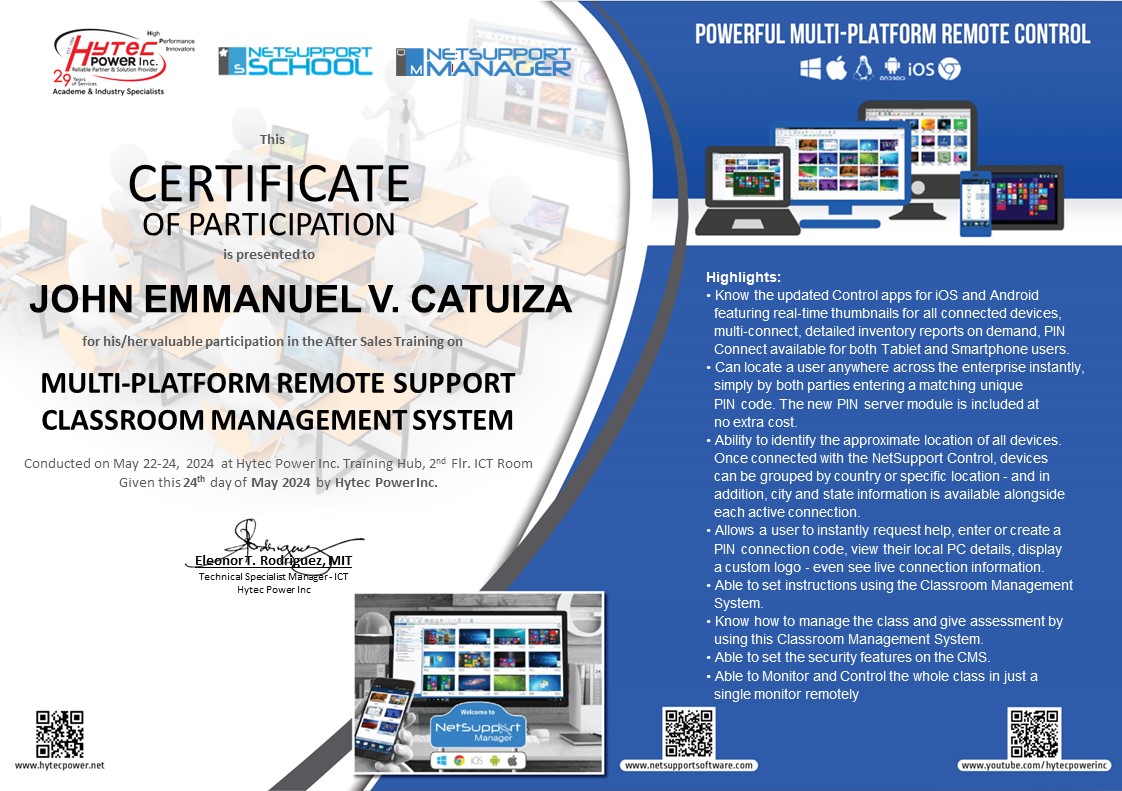 High
Performance
Innovators
HYTEC
POWER Inc.
Reliable Partner & Solution Provider
29 Years
of Services
Academe & Industry Specialists
NETSUPPORT
SCHOOL
NETSUPPORT
MANAGER
This
CERTIFICATE
OF PARTICIPATION
is presented to
JOHN EMMANUEL V. CATUIZA
for his/her valuable participation in the After Sales Training on
MULTI-PLATFORM REMOTE SUPPORT
CLASSROOM MANAGEMENT SYSTEM
Conducted on May 22-24, 2024 at Hytec Power Inc. Training Hub, 2nd Flr. ICT Room
Given this 24th day of May 2024 by Hytec Power Inc.
Eleonor T. Rodriguez, MIT
Technical Specialist Manager - ICT
Hytec Power Inc
Welcome to
NetSupport
Manager
iOS
www.hytecpower.net
POWERFUL MULTI-PLATFORM REMOTE CONTROL
ANDROID iOS
Highlights:
• Know the updated Control apps for iOS and Android
featuring real-time thumbnails for all connected devices,
multi-connect, detailed inventory reports on demand, PIN
Connect available for both Tablet and Smartphone users.
• Can locate a user anywhere across the enterprise instantly,
simply by both parties entering a matching unique
PIN code. The new PIN server module is included at
no extra cost.
• Ability to identify the approximate location of all devices.
Once connected with the NetSupport Control, devices
can be grouped by country or specific location - and in
addition, city and state information is available alongside
each active connection.
• Allows a user to instantly request help, enter or create a
PIN connection code, view their local PC details, display
a custom logo - even see live connection information.
• Able to set instructions using the Classroom Management
System.
• Know how to manage the class and give assessment by
using this Classroom Management System.
• Able to set the security features on the CMS.
• Able to Monitor and Control the whole class in just a
single monitor remotely
www.netsupportsoftware.com
www.youtube.com/hytecpowerinc